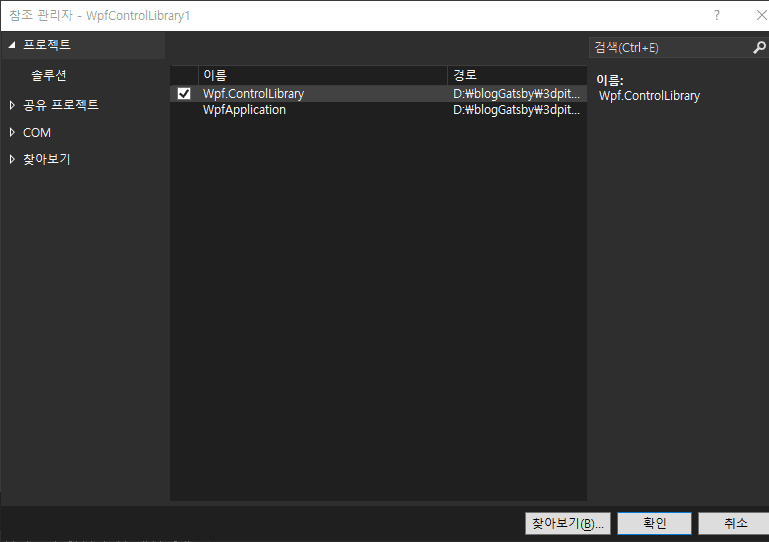 참조 관리자 - WpfControlLibrary1
? ×
프로젝트
솔루션
공유 프로젝트
COM
찾아보기
이름 경로
Wpf.ControlLibrary D:₩blogGatsby₩3dpit...
WpfApplication D:₩blogGatsby₩3dpit...
검색(Ctrl+E)
이름:
Wpf.ControlLibrary
찾아보기(B)... 확인 취소